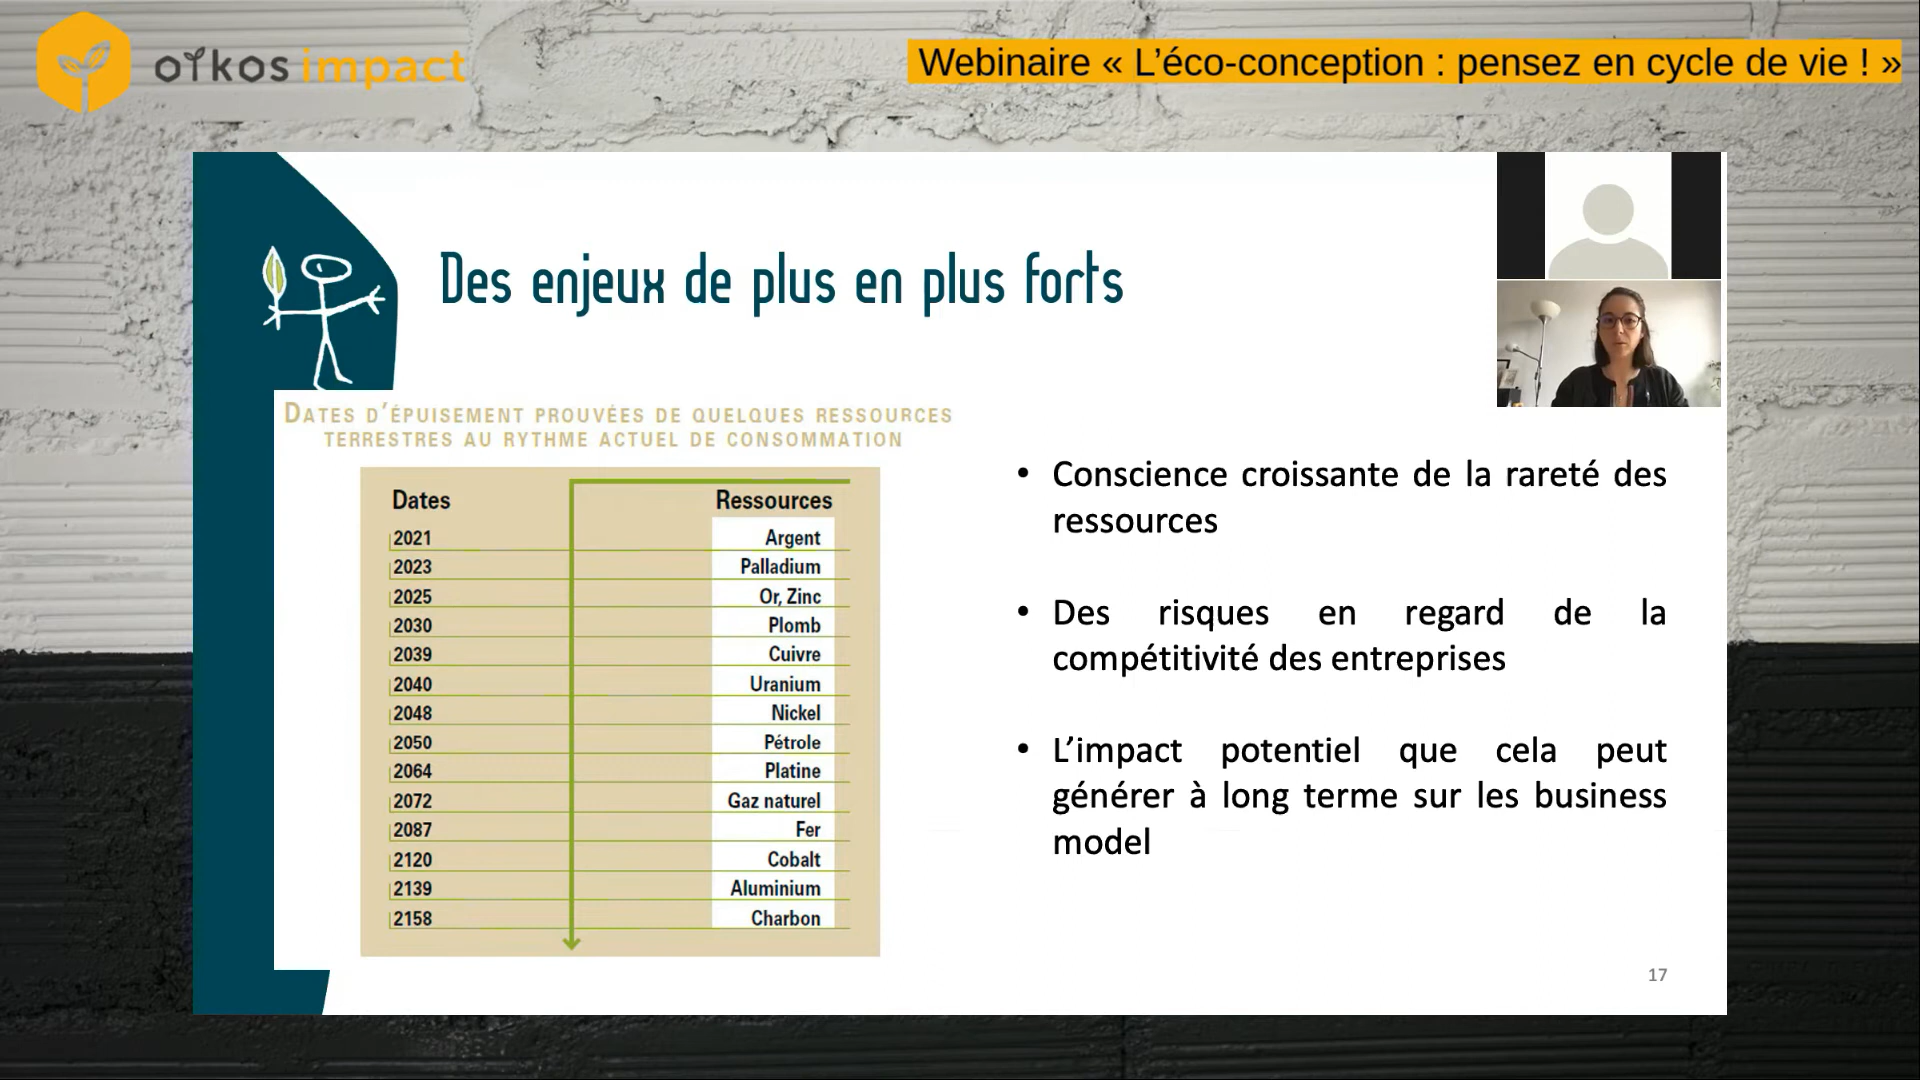 oikos impact
Webinaire « L’éco-conception : pensez en cycle de vie ! »
Des enjeux de plus en plus forts
DATES D’ÉPUISEMENT PROUVÉES DE QUELQUES RESSOURCES
TERRESTRES AU RYTHME ACTUEL DE CONSOMMATION
Dates Ressources
2021 Argent
2023 Palladium
2025 Or, Zinc
2030 Plomb
2039 Cuivre
2040 Uranium
2048 Nickel
2050 Pétrole
2064 Platine
2072 Gaz naturel
2087 Fer
2120 Cobalt
2139 Aluminium
2158 Charbon
• Conscience croissante de la rareté des
ressources
• Des risques en regard de la
compétitivité des entreprises
• L’impact potentiel que cela peut
générer à long terme sur les business
model
17